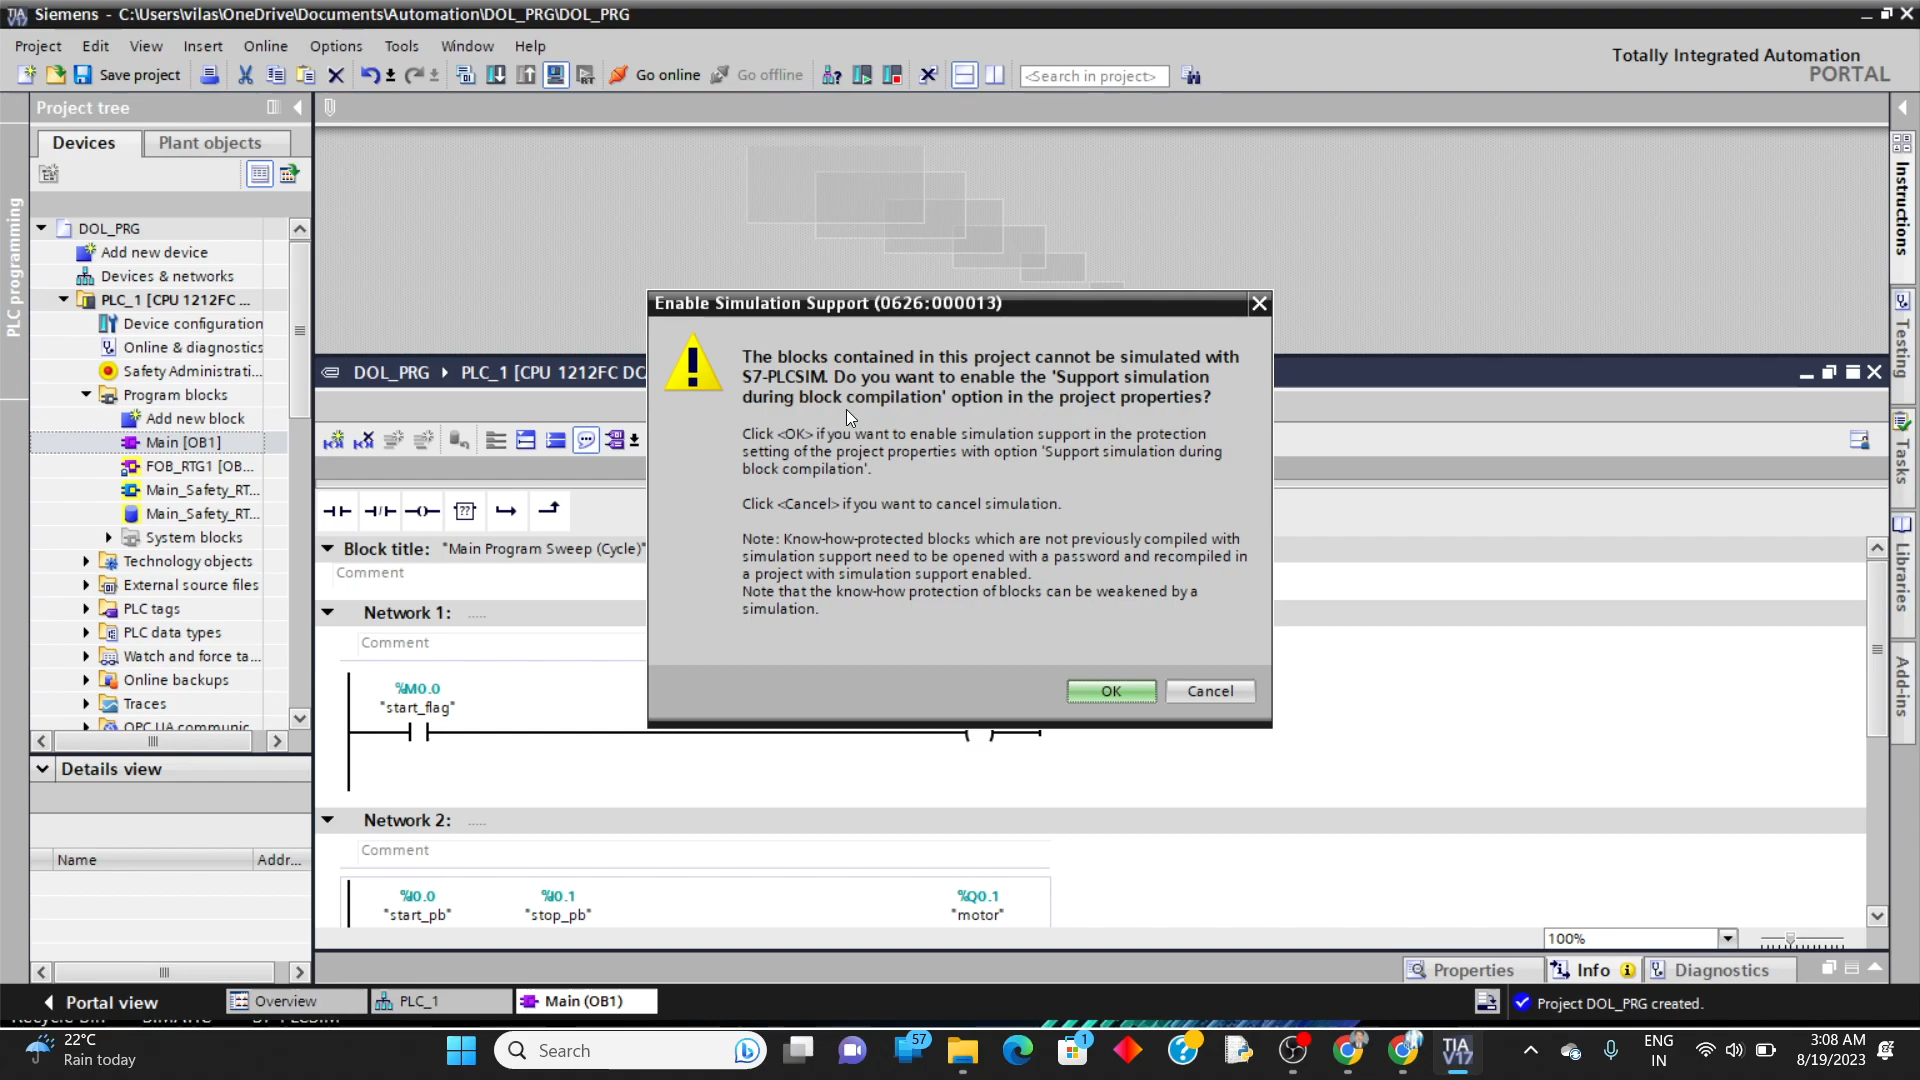 Siemens - C:\Users\vilas\OneDrive\Documents\Automation\DOL_PRG\DOL_PRG
Project Edit View Insert Online Options Tools Window Help
Totally Integrated Automation
PORTAL
Save project
Go online
Go offline
<Search in project>
Project tree
Devices
Plant objects
PLC programming
DOL_PRG
Add new device
Devices & networks
PLC_1 [CPU 1212FC ...
Device configuration
Online & diagnostics
Safety Administrati...
Program blocks
Add new block
Main [OB1]
FOB_RTG1 [OB...
Main_Safety_RT...
Main_Safety_RT...
System blocks
Technology objects
External source files
PLC tags
PLC data types
Watch and force ta...
Online backups
Traces
OPC UA communic...
Details view
Name Addr...
DOL_PRG PLC_1 [CPU 1212FC DC
Block title: "Main Program Sweep (Cycle)"
Comment
Network 1: .....
Comment
%M0.0
"start_flag"
Network 2: .....
Comment
%I0.0 %I0.1 %Q0.1
"start_pb" "stop_pb" "motor"
Enable Simulation Support (0626:000013)
The blocks contained in this project cannot be simulated with
S7-PLCSIM. Do you want to enable the 'Support simulation
during block compilation' option in the project properties?
Click <OK> if you want to enable simulation support in the protection
setting of the project properties with option 'Support simulation during
block compilation'.
Click <Cancel> if you want to cancel simulation.
Note: Know-how-protected blocks which are not previously compiled with
simulation support need to be opened with a password and recompiled in
a project with simulation support enabled.
Note that the know-how protection of blocks can be weakened by a
simulation.
OK
Cancel
Instructions
Testing
Tasks
Libraries
Add-ins
100%
Properties
Info
Diagnostics
Portal view
Overview
PLC_1
Main (OB1)
Project DOL_PRG created.
22°C
Rain today
Search
57
1
TIA
V17
ENG
IN
3:08 AM
8/19/2023